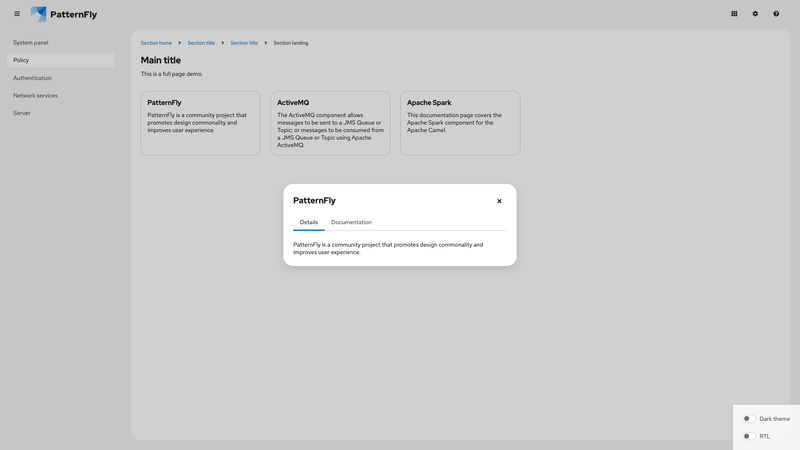 PatternFly
System panel
Policy
Authentication
Network services
Server
Section home
Section title
Section title
Section landing
Main title
This is a full page demo.
PatternFly
PatternFly is a community project that
promotes design commonality and
improves user experience.
ActiveMQ
The ActiveMQ component allows
messages to be sent to a JMS Queue or
Topic; or messages to be consumed from
a JMS Queue or Topic using Apache
ActiveMQ.
Apache Spark
This documentation page covers the
Apache Spark component for the
Apache Camel.
PatternFly
Details
Documentation
PatternFly is a community project that promotes design commonality and
improves user experience.
Dark theme
RTL